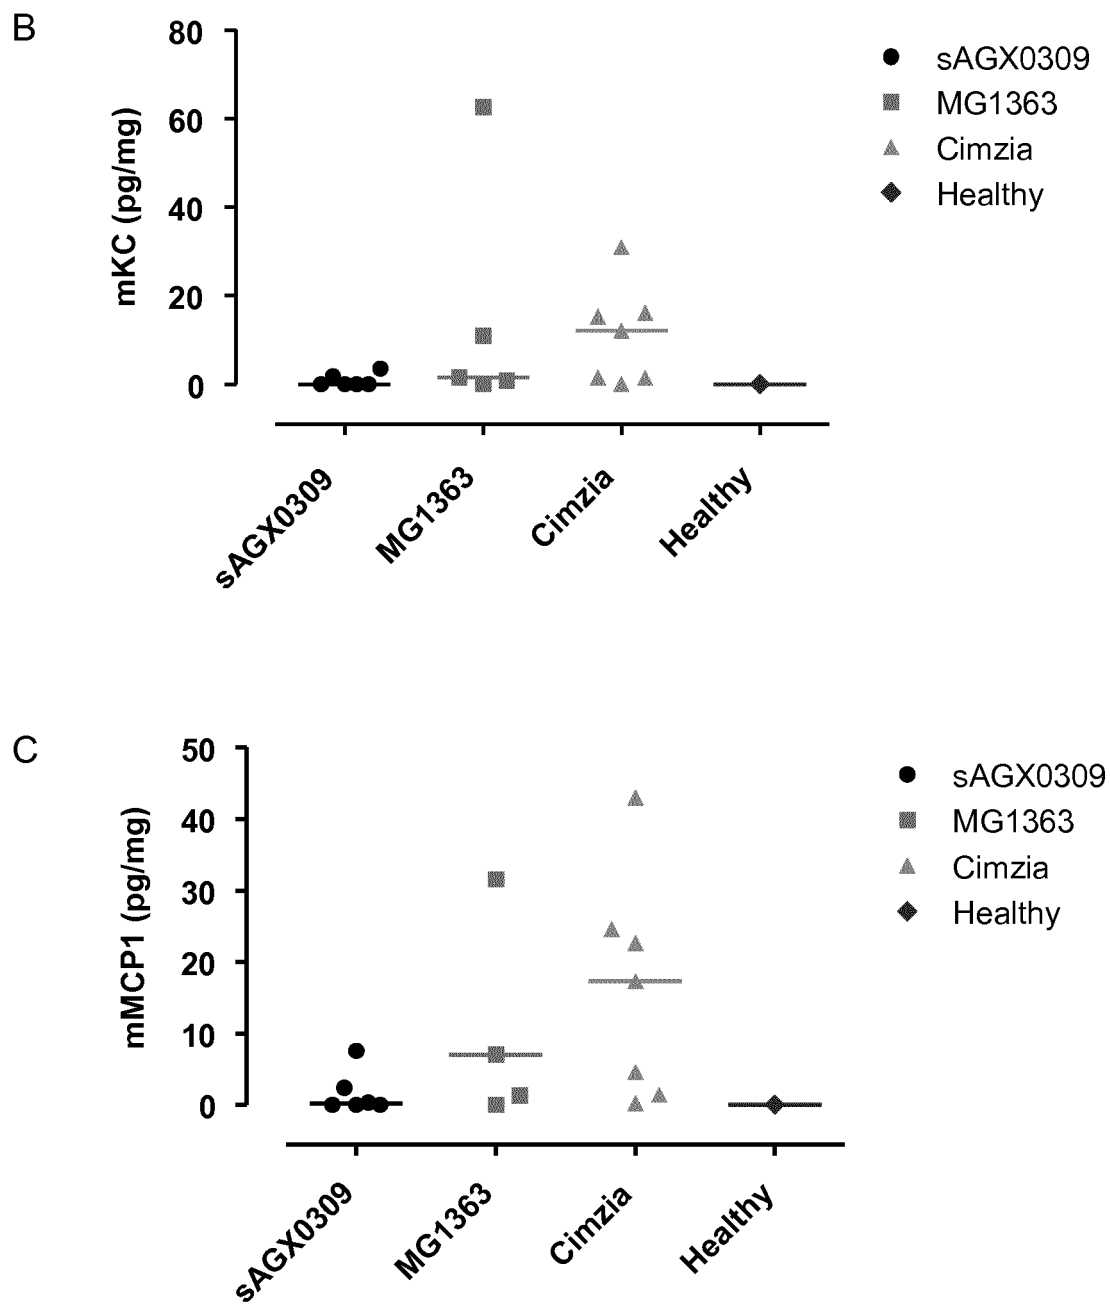 B
80
60
40
20
0
mKC (pg/mg)
sAGX0309
MG1363
Cimzia
Healthy
sAGX0309
MG1363
Cimzia
Healthy
C
50
40
30
20
10
0
mMCP1 (pg/mg)
sAGX0309
MG1363
Cimzia
Healthy
sAGX0309
MG1363
Cimzia
Healthy